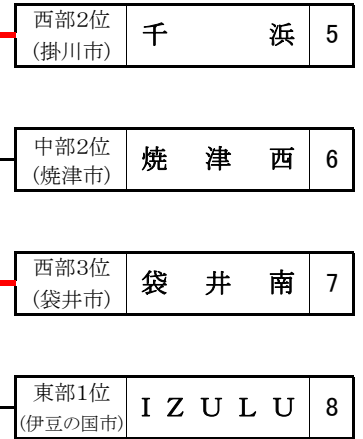 西部2位
(掛川市)
千浜
5
中部2位
(焼津市)
焼津西
6
西部3位
(袋井市)
袋井南
7
東部1位
(伊豆の国市)
IZULU
8